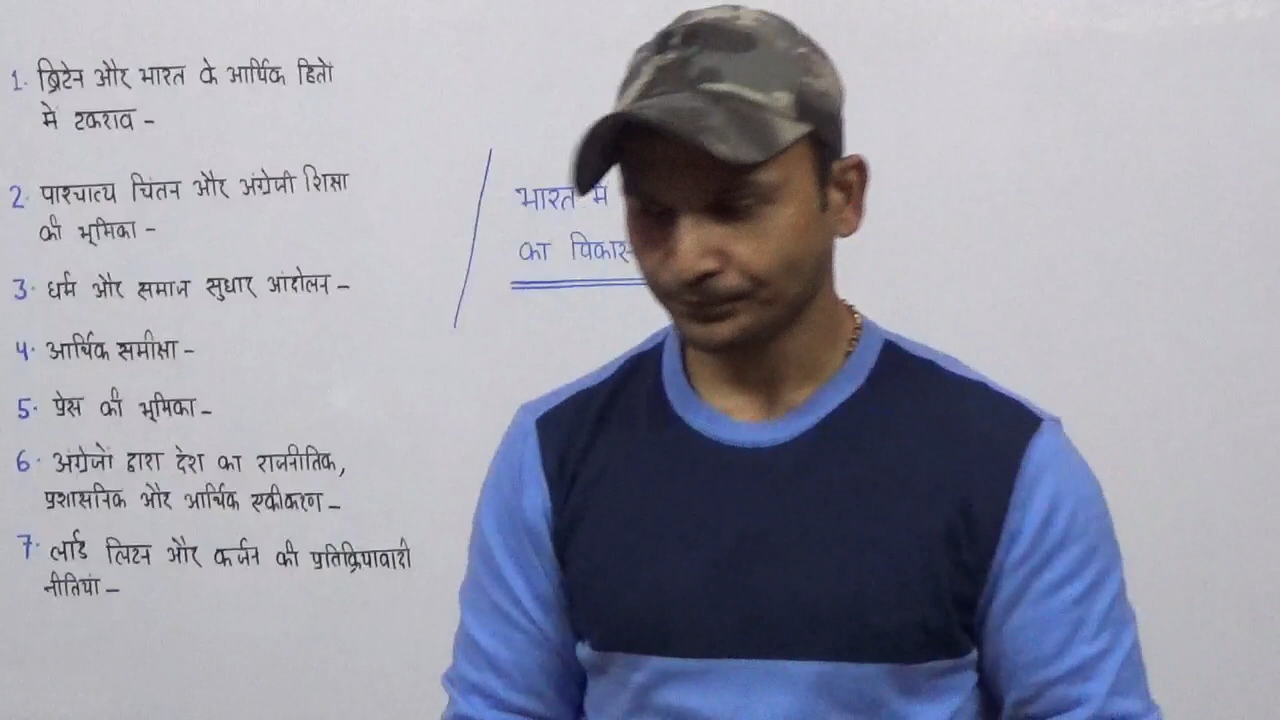 1. ब्रिटेन और भारत के आर्थिक हितों
में टकराव -
2. पाश्चात्य चिंतन और अंग्रेजी शिक्षा
की भूमिका -
3. धर्म और समाज सुधार आंदोलन -
4. आर्थिक समीक्षा -
5. प्रेस की भूमिका -
6. अंग्रेजों द्वारा देश का राजनीतिक,
प्रशासनिक और आर्थिक एकीकरण -
7. लार्ड लिटन और कर्जन की प्रतिक्रियावादी
नीतियां -
भारत में
का विकास